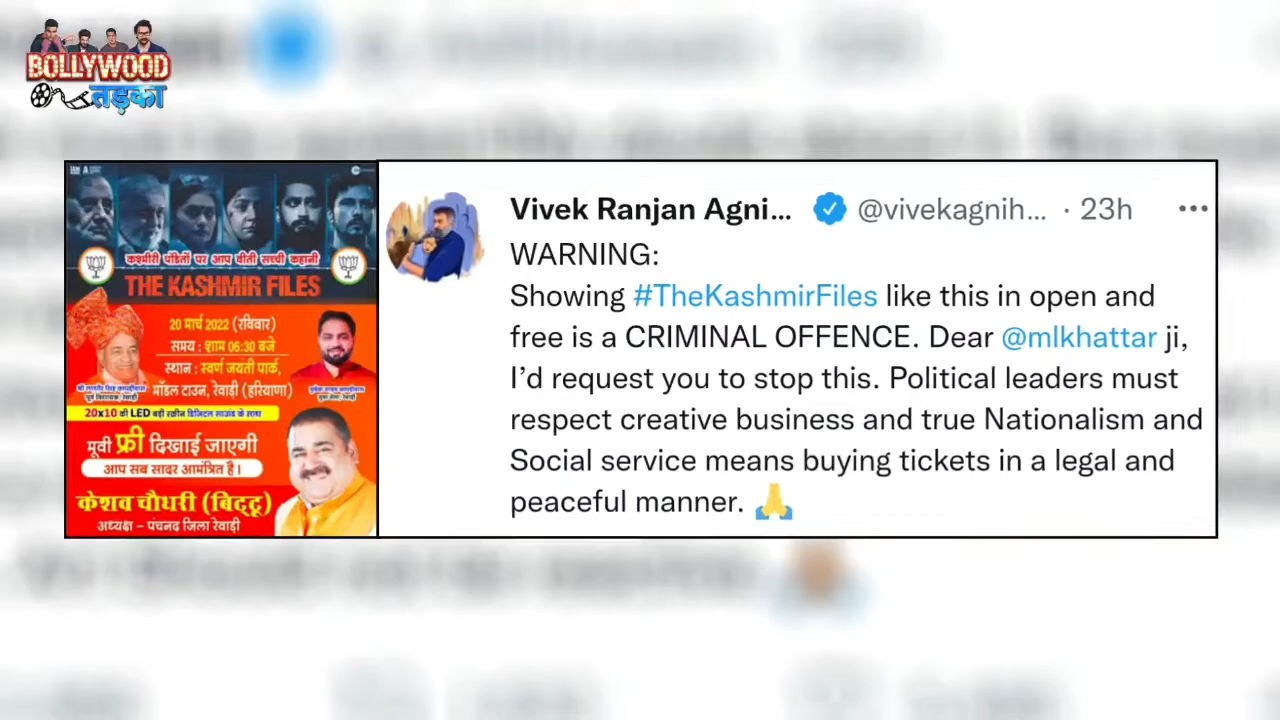 BOLLYWOOD
तड़का
कश्मीरी पंडितों पर आप बीती सच्ची कहानी
THE KASHMIR FILES
20 मार्च 2022 (रविवार)
समय : शाम 06:30 बजे
स्थान : स्वर्ण जयंती पार्क,
मॉडल टाउन, रेवाड़ी (हरियाणा)
20x10 की LED बड़ी स्क्रीन डिजिटल साउंड के साथ
मूवी फ्री दिखाई जाएगी
आप सब सादर आमंत्रित है।
केशव चौधरी (बिट्टू)
अध्यक्ष – पंचनद जिला रेवाड़ी
Vivek Ranjan Agni... @vivekagnih... · 23h ...
WARNING:
Showing #TheKashmirFiles like this in open and
free is a CRIMINAL OFFENCE. Dear @mlkhattar ji,
I’d request you to stop this. Political leaders must
respect creative business and true Nationalism and
Social service means buying tickets in a legal and
peaceful manner. 🙏